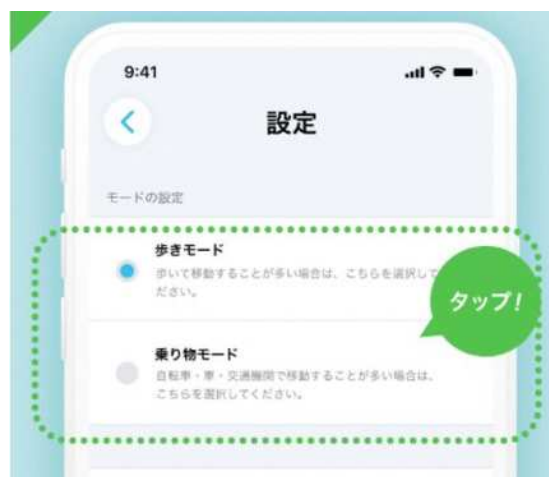 9:41
設定
モードの設定
歩きモード
歩いて移動することが多い場合は、こちらを選択して
ださい。
タップ!
乗り物モード
自転車・車・交通機関で移動することが多い場合は、
こちらを選択してください。